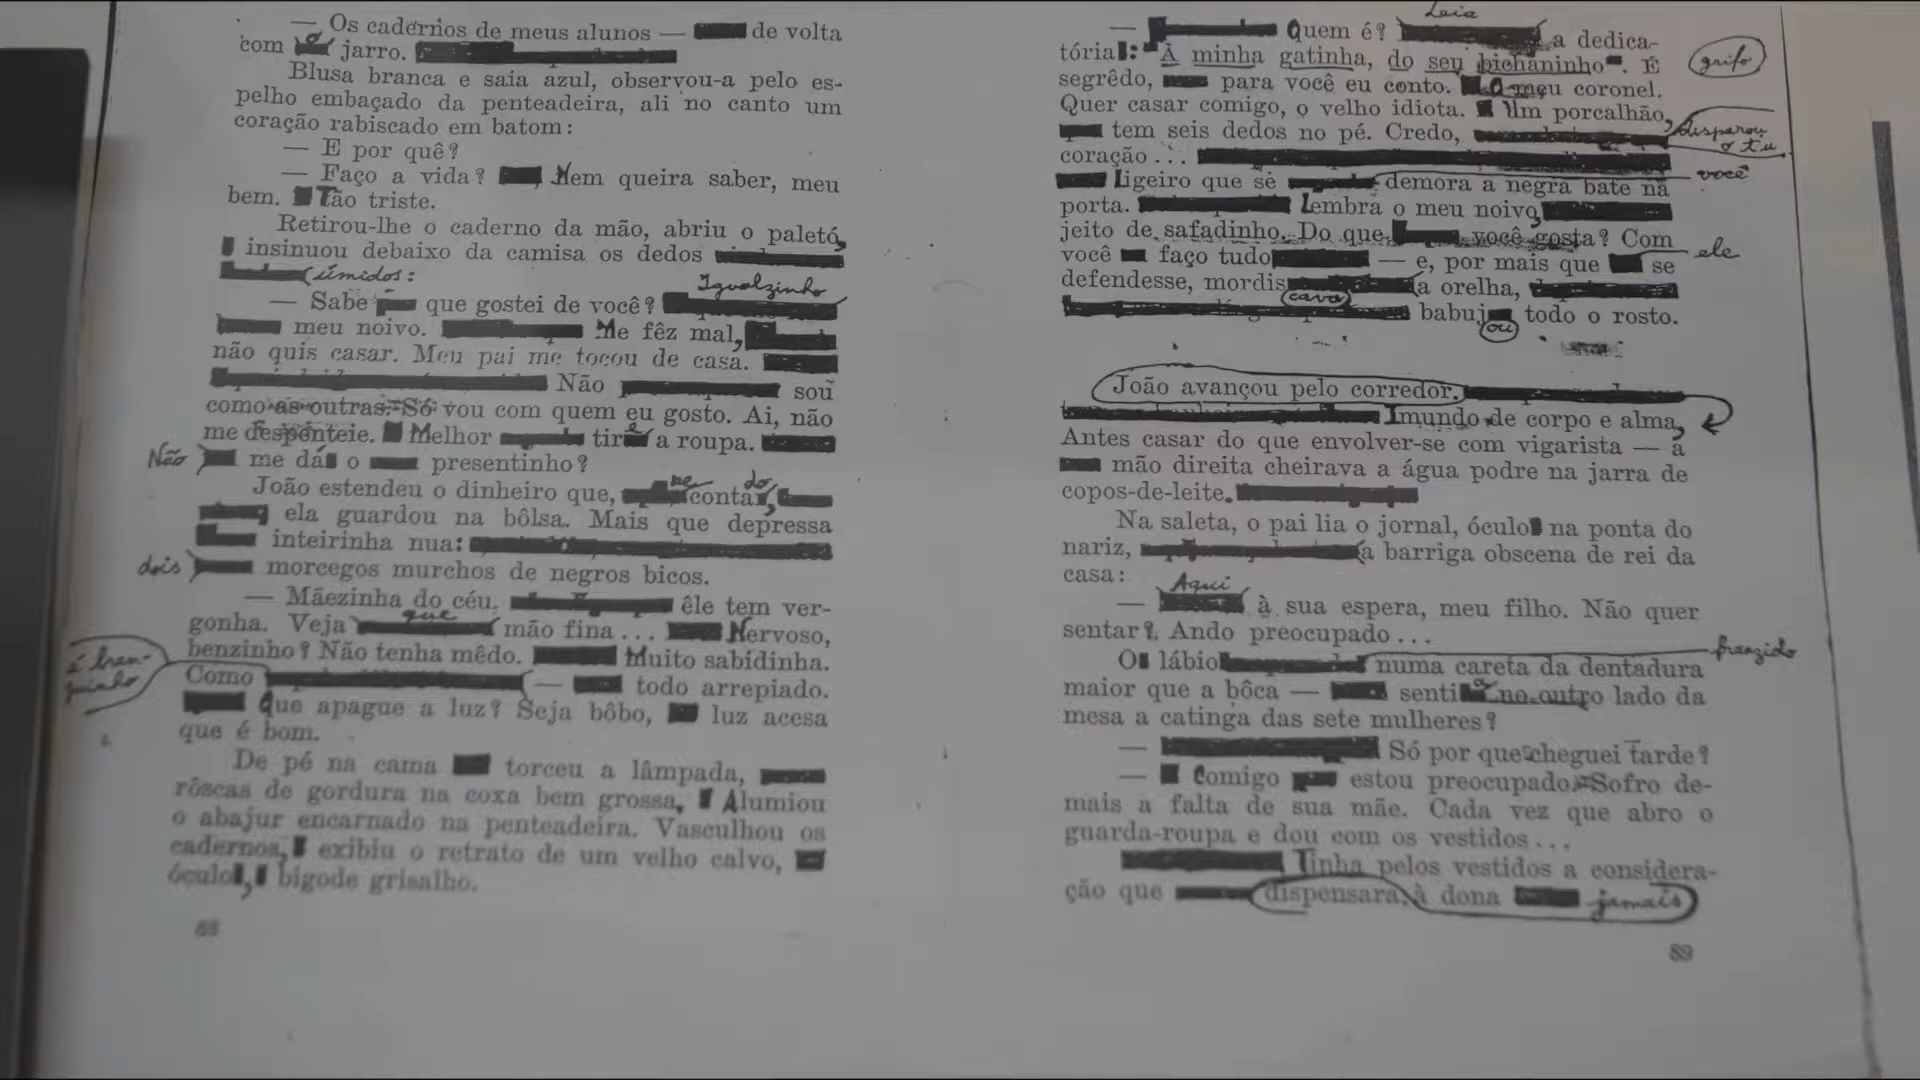 — Os cadernos de meus alunos — de volta
com o jarro.
Blusa branca e saia azul, observou-a pelo es-
pelho embaçado da penteadeira, ali no canto um
coração rabiscado em batom:
— E por quê?
— Faço a vida? Nem queira saber, meu
bem. Tão triste.
Retirou-lhe o caderno da mão, abriu o paletó,
insinuou debaixo da camisa os dedos
úmidos:
Igualzinho
— Sabe que gostei de você?
meu noivo. Me fêz mal,
não quis casar. Meu pai me tocou de casa.
Não sou
como as outras. Só vou com quem eu gosto. Ai, não
me despenteie. Melhor tire a roupa.
Não me dá o presentinho?
João estendeu o dinheiro que, contado,
ela guardou na bôlsa. Mais que depressa
inteirinha nua:
dois morcegos murchos de negros bicos.
— Mãezinha do céu, êle tem ver-
gonha. Veja que mão fina... Nervoso,
benzinho? Não tenha mêdo. Muito sabidinha.
Como é branquinho — todo arrepiado.
Que apague a luz? Seja bôbo, luz acesa
que é bom.
De pé na cama torceu a lâmpada,
rôscas de gordura na coxa bem grossa, Alumiou
o abajur encarnado na penteadeira. Vasculhou os
cadernos, exibiu o retrato de um velho calvo,
óculo, bigode grisalho.
88
— Quem é? Leia a dedica-
tória: "À minha gatinha, do seu bichaninho". É
grifo
segrêdo, para você eu conto. O meu coronel.
Quer casar comigo, o velho idiota. Um porcalhão,
tem seis dedos no pé. Credo, disparou
o teu
coração...
Ligeiro que se você demora a negra bate na
porta. Lembra o meu noivo,
jeito de safadinho. Do que você gosta? Com
você faço tudo — e, por mais que ele se
defendesse, mordiscava a orelha,
babujou todo o rosto.
João avançou pelo corredor.
Imundo de corpo e alma,
Antes casar do que envolver-se com vigarista — a
mão direita cheirava a água podre na jarra de
copos-de-leite.
Na saleta, o pai lia o jornal, óculo na ponta do
nariz, a barriga obscena de rei da
casa:
— Aqui à sua espera, meu filho. Não quer
sentar? Ando preocupado...
O lábio franzido numa careta da dentadura
maior que a bôca — senti no outro lado da
mesa a catinga das sete mulheres?
— Só por que cheguei tarde?
— Comigo estou preocupado. Sofro de-
mais a falta de sua mãe. Cada vez que abro o
guarda-roupa e dou com os vestidos...
Tinha pelos vestidos a considera-
ção que dispensara, à dona jamais
89